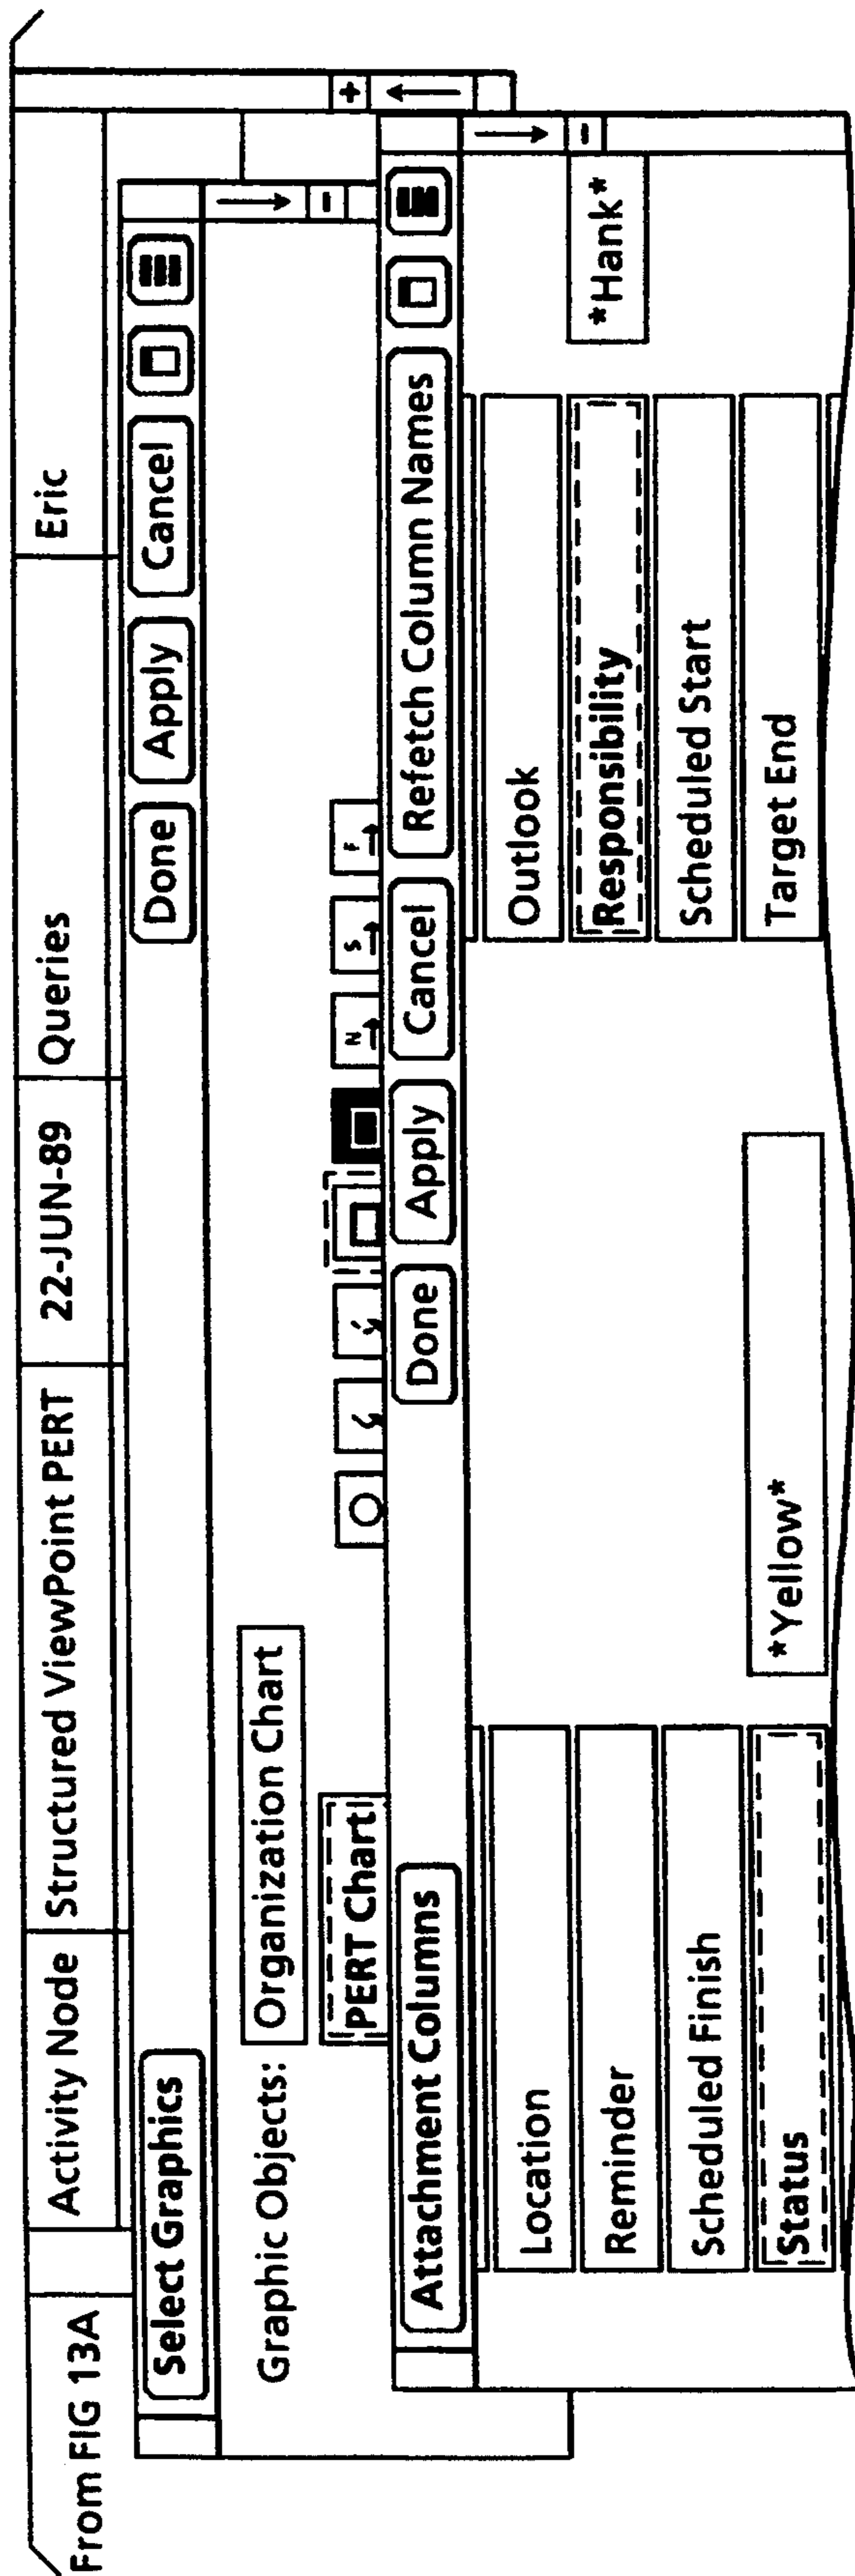 From FIG 13A
Activity Node Structured ViewPoint PERT 22-JUN-89 Queries Eric
Select Graphics Done Apply Cancel
Graphic Objects: Organization Chart
PERT Chart N S F
+
-
Attachment Columns Done Apply Cancel Refetch Column Names
-
Location Outlook
Reminder Responsibility *Hank*
Scheduled Finish Scheduled Start
Status *Yellow* Target End